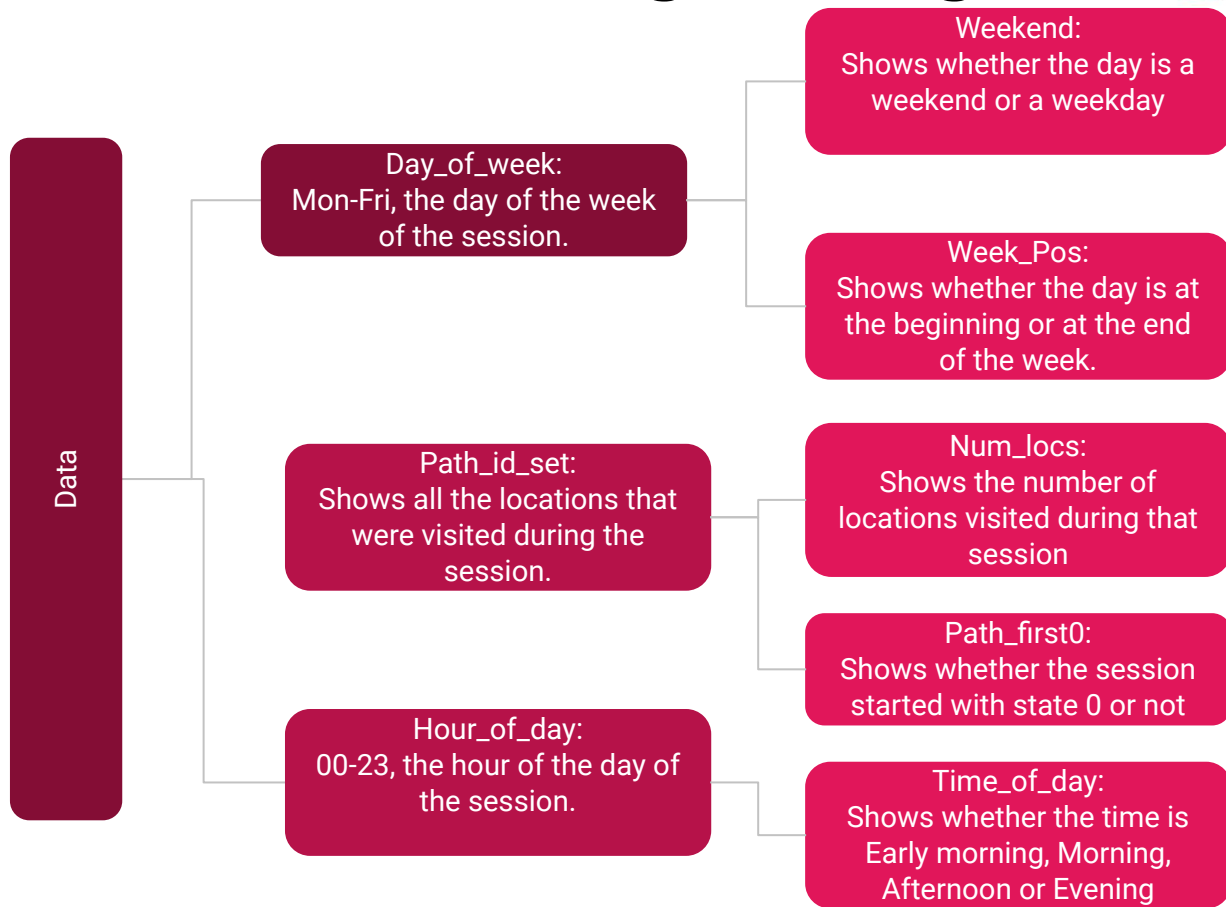 Data
Day_of_week:
Mon-Fri, the day of the week
of the session.
Weekend:
Shows whether the day is a
weekend or a weekday
Week_Pos:
Shows whether the day is at
the beginning or at the end
of the week.
Path_id_set:
Shows all the locations that
were visited during the
session.
Num_locs:
Shows the number of
locations visited during that
session
Path_first0:
Shows whether the session
started with state 0 or not
Hour_of_day:
00-23, the hour of the day of
the session.
Time_of_day:
Shows whether the time is
Early morning, Morning,
Afternoon or Evening